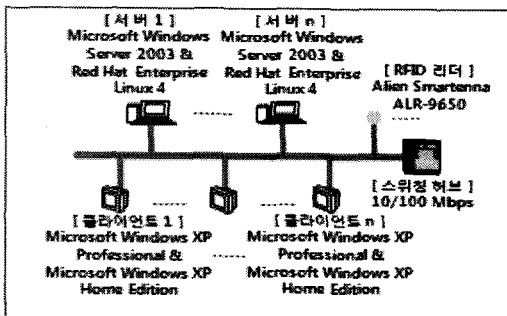 [ 서 버 1 ]
Microsoft Windows
Server 2003 &
Red Hat Enterprise
Linux 4
[ 서 버 n ]
Microsoft Windows
Server 2003 &
Red Hat Enterprise
Linux 4
[ RFID 리더 ]
Alien Smartenna
ALR-9650
[ 스위칭 허브 ]
10/100 Mbps
[ 클라이언트 1 ]
Microsoft Windows XP
Professional &
Microsoft Windows XP
Home Edition
[ 클라이언트 n ]
Microsoft Windows XP
Professional &
Microsoft Windows XP
Home Edition